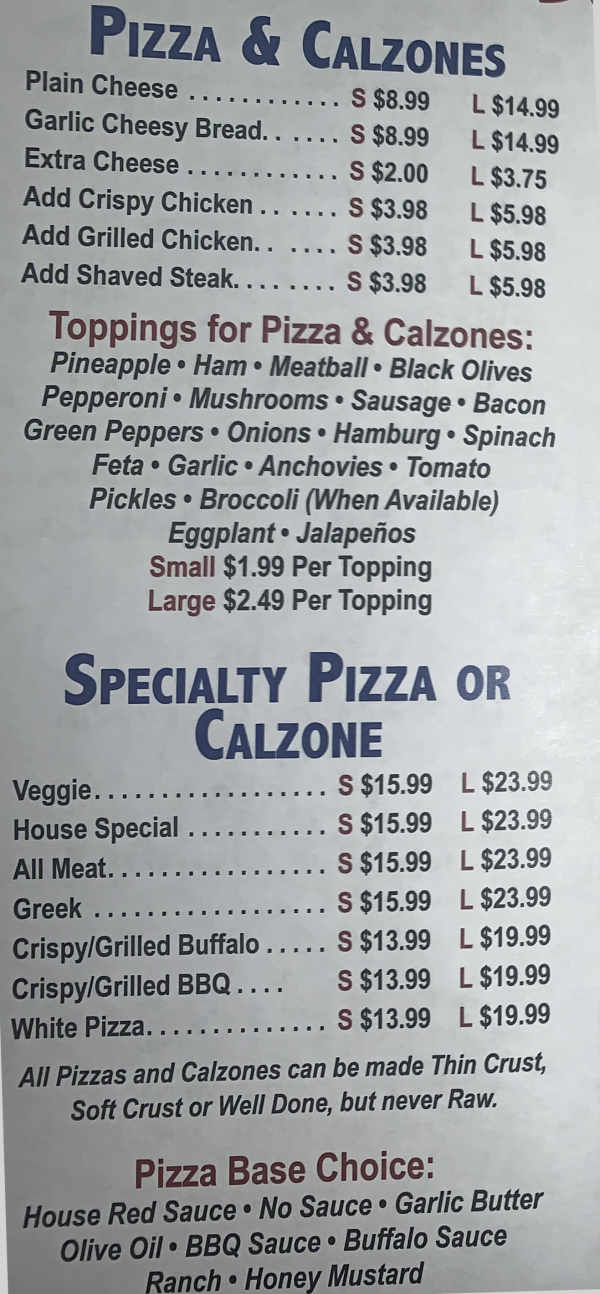 PIZZA & CALZONES
Plain Cheese . . . . . . . . . . . . S $8.99 L $14.99
Garlic Cheesy Bread. . . . . . S $8.99 L $14.99
Extra Cheese . . . . . . . . . . . . S $2.00 L $3.75
Add Crispy Chicken . . . . . . S $3.98 L $5.98
Add Grilled Chicken. . . . . . S $3.98 L $5.98
Add Shaved Steak. . . . . . . . S $3.98 L $5.98
Toppings for Pizza & Calzones:
Pineapple • Ham • Meatball • Black Olives
Pepperoni • Mushrooms • Sausage • Bacon
Green Peppers • Onions • Hamburg • Spinach
Feta • Garlic • Anchovies • Tomato
Pickles • Broccoli (When Available)
Eggplant • Jalapeños
Small $1.99 Per Topping
Large $2.49 Per Topping
SPECIALTY PIZZA OR
CALZONE
Veggie. . . . . . . . . . . . . . . . . . S $15.99 L $23.99
House Special . . . . . . . . . . . S $15.99 L $23.99
All Meat. . . . . . . . . . . . . . . . . S $15.99 L $23.99
Greek . . . . . . . . . . . . . . . . . . S $15.99 L $23.99
Crispy/Grilled Buffalo . . . . . S $13.99 L $19.99
Crispy/Grilled BBQ . . . . S $13.99 L $19.99
White Pizza. . . . . . . . . . . . . . S $13.99 L $19.99
All Pizzas and Calzones can be made Thin Crust,
Soft Crust or Well Done, but never Raw.
Pizza Base Choice:
House Red Sauce • No Sauce • Garlic Butter
Olive Oil • BBQ Sauce • Buffalo Sauce
Ranch • Honey Mustard